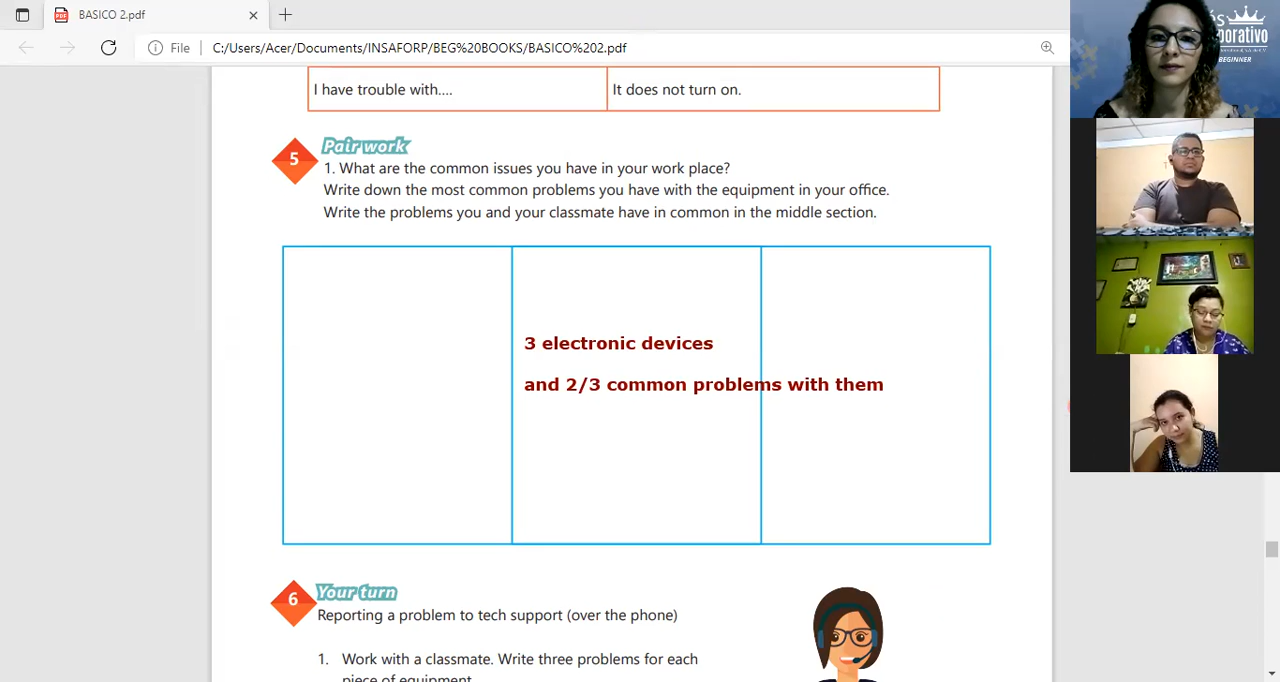 BASICO 2.pdf
File
C:/Users/Acer/Documents/INSAFORP/BEG%20BOOKS/BASICO%202.pdf
BEGINNER
I have trouble with....
It does not turn on.
5
Pair work
1. What are the common issues you have in your work place?
Write down the most common problems you have with the equipment in your office.
Write the problems you and your classmate have in common in the middle section.
3 electronic devices
and 2/3 common problems with them
6
Your turn
Reporting a problem to tech support (over the phone)
1. Work with a classmate. Write three problems for each
piece of equipment.